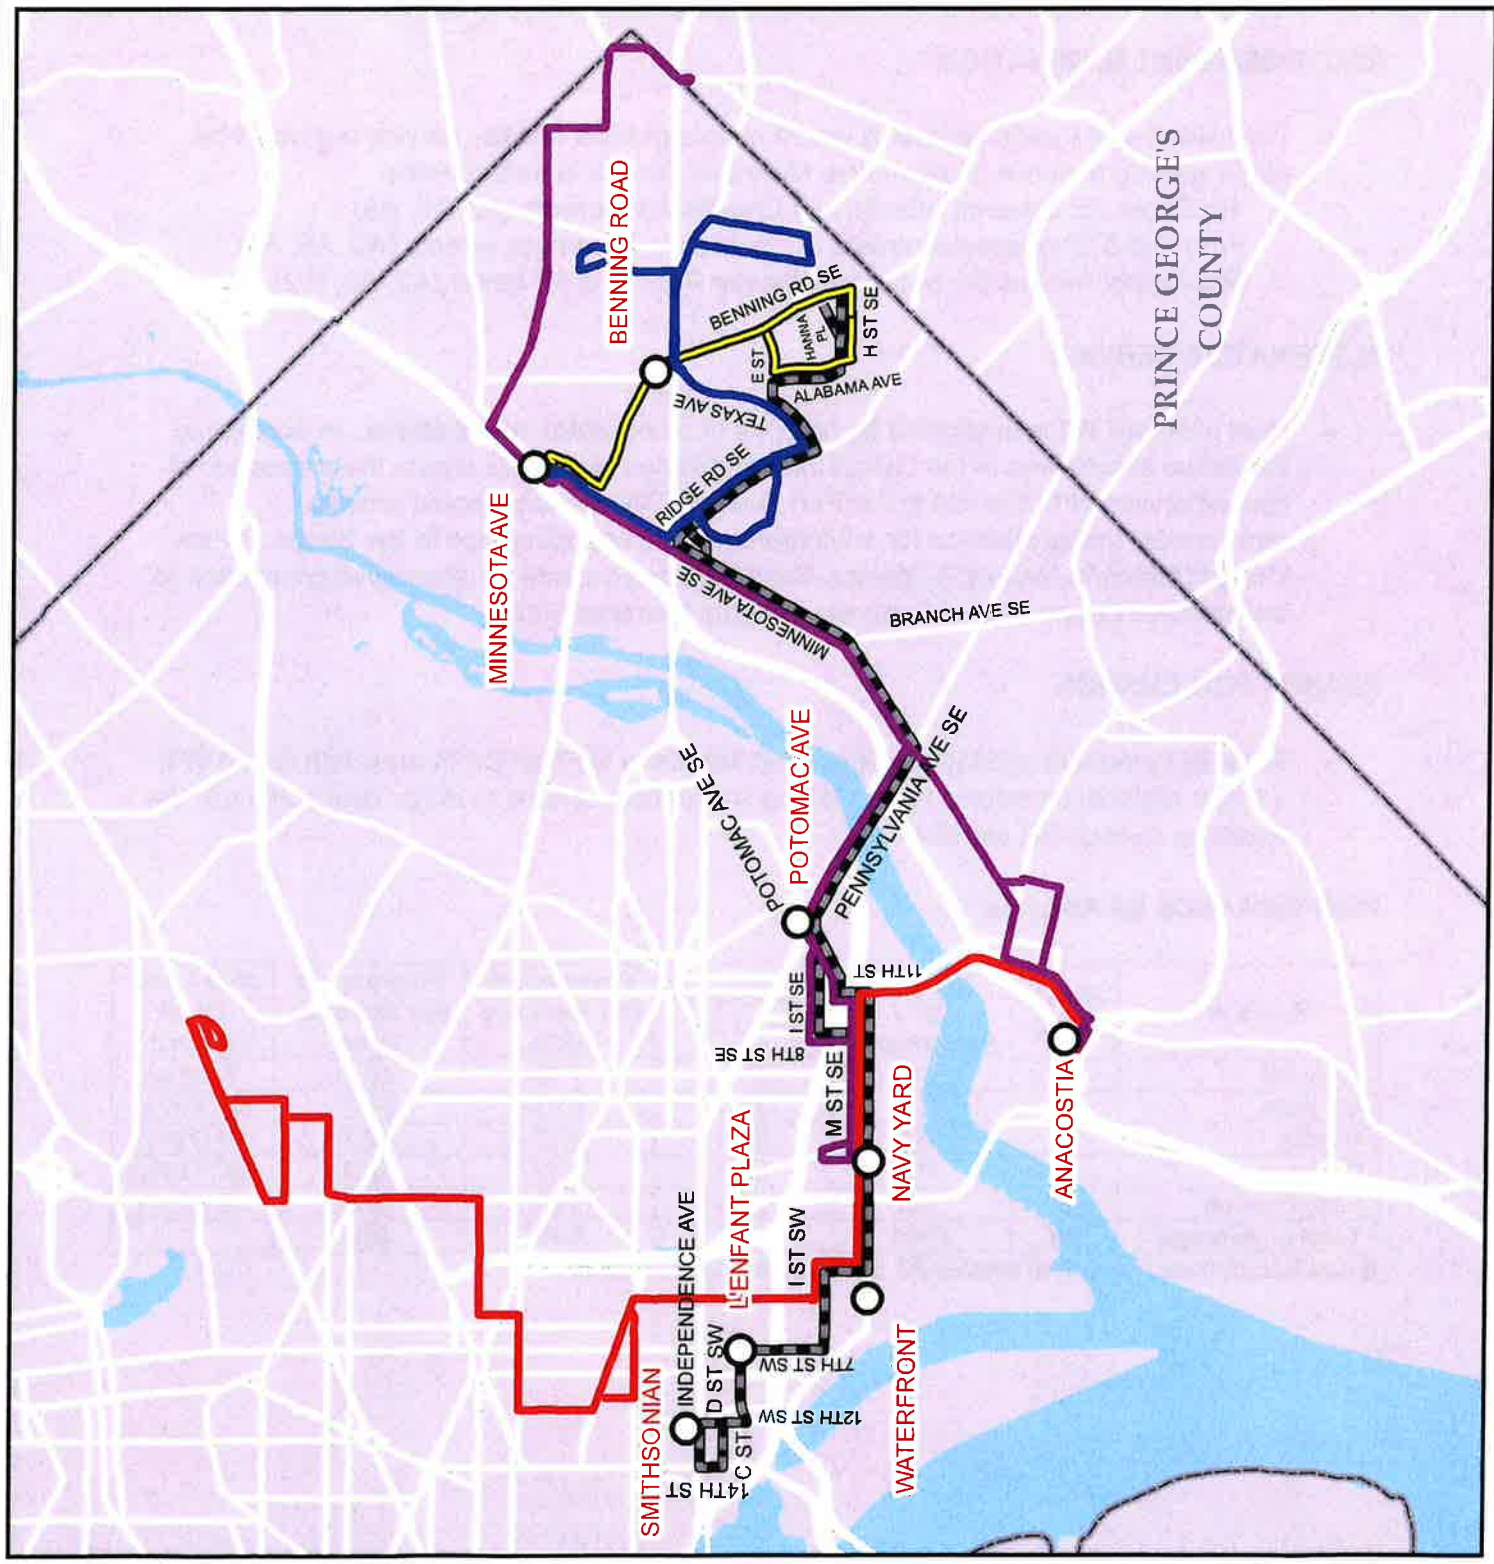 PRINCE GEORGE'S
COUNTY
BENNING ROAD
BENNING RD SE
HANNA
PL
H ST SE
E ST
ALABAMA AVE
TEXAS AVE
RIDGE RD SE
MINNESOTA AVE
MINNESOTA AVE SE
BRANCH AVE SE
POTOMAC AVE SE
POTOMAC AVE
PENNSYLVANIA AVE SE
11TH ST
I ST SE
8TH ST SE
M ST SE
NAVY YARD
ANACOSTIA
L'ENFANT PLAZA
I ST SW
INDEPENDENCE AVE
D ST SW
7TH ST SW
12TH ST SW
C ST
14TH ST
SMITHSONIAN
WATERFRONT